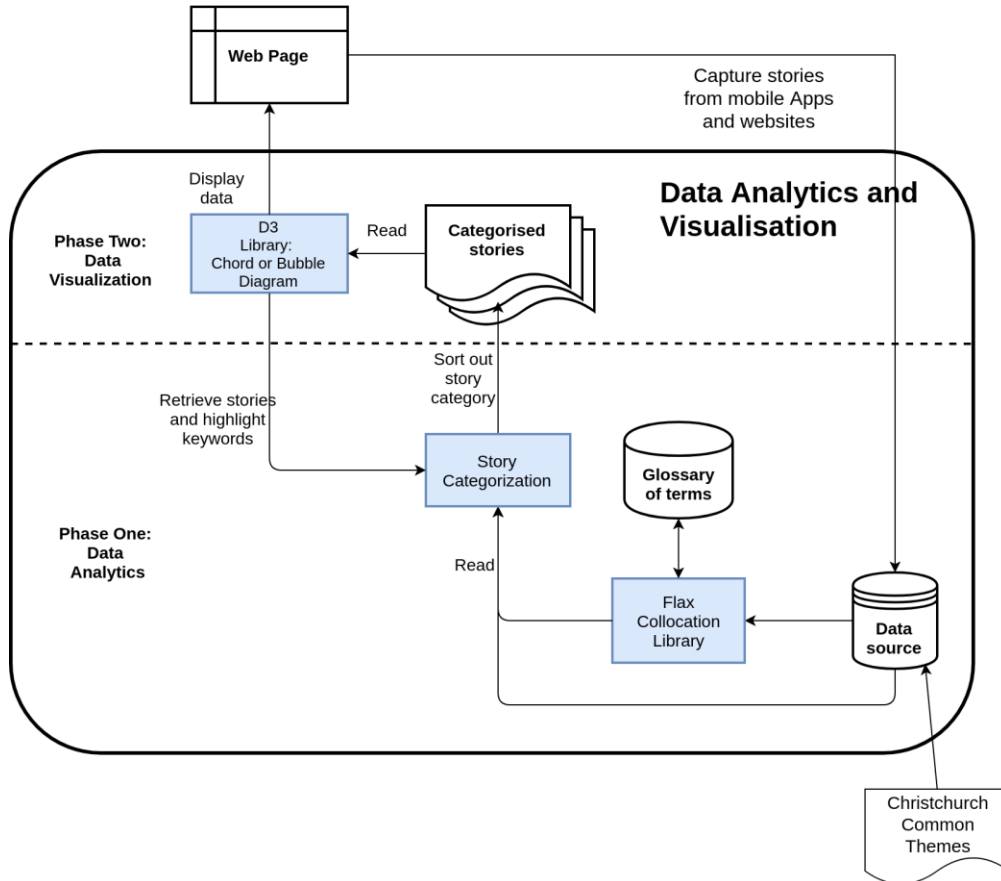 Web Page
Capture stories
from mobile Apps
and websites
Display
data
Data Analytics and
Visualisation
Phase Two:
Data
Visualization
D3
Library:
Chord or Bubble
Diagram
Read
Categorised
stories
Sort out
story
category
Retrieve stories
and highlight
keywords
Story
Categorization
Glossary
of terms
Phase One:
Data
Analytics
Read
Flax
Collocation
Library
Data
source
Christchurch
Common
Themes